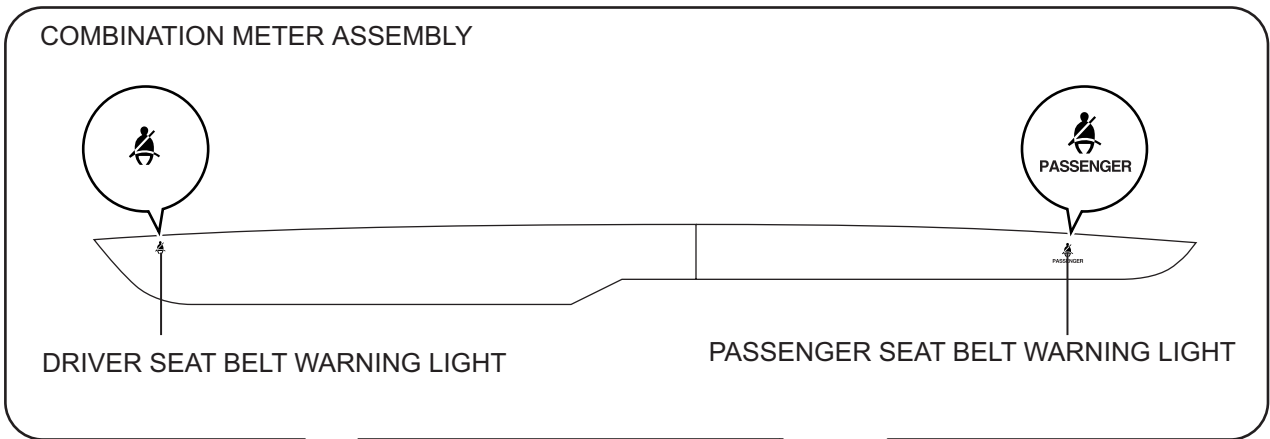 COMBINATION METER ASSEMBLY
PASSENGER
PASSENGER
DRIVER SEAT BELT WARNING LIGHT
PASSENGER SEAT BELT WARNING LIGHT